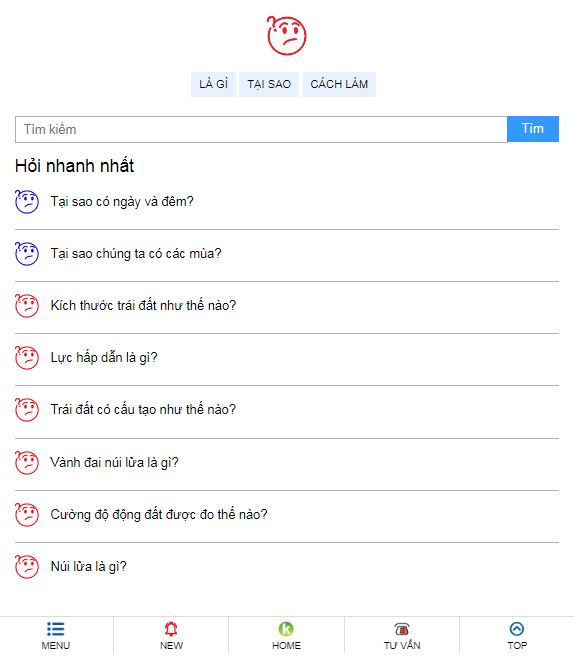 LÀ GÌ TẠI SAO CÁCH LÀM
Tìm kiếm Tìm
Hỏi nhanh nhất
Tại sao có ngày và đêm?
Tại sao chúng ta có các mùa?
Kích thước trái đất như thế nào?
Lực hấp dẫn là gì?
Trái đất có cấu tạo như thế nào?
Vành đai núi lửa là gì?
Cường độ động đất được đo thế nào?
Núi lửa là gì?
MENU NEW HOME TƯ VẤN TOP